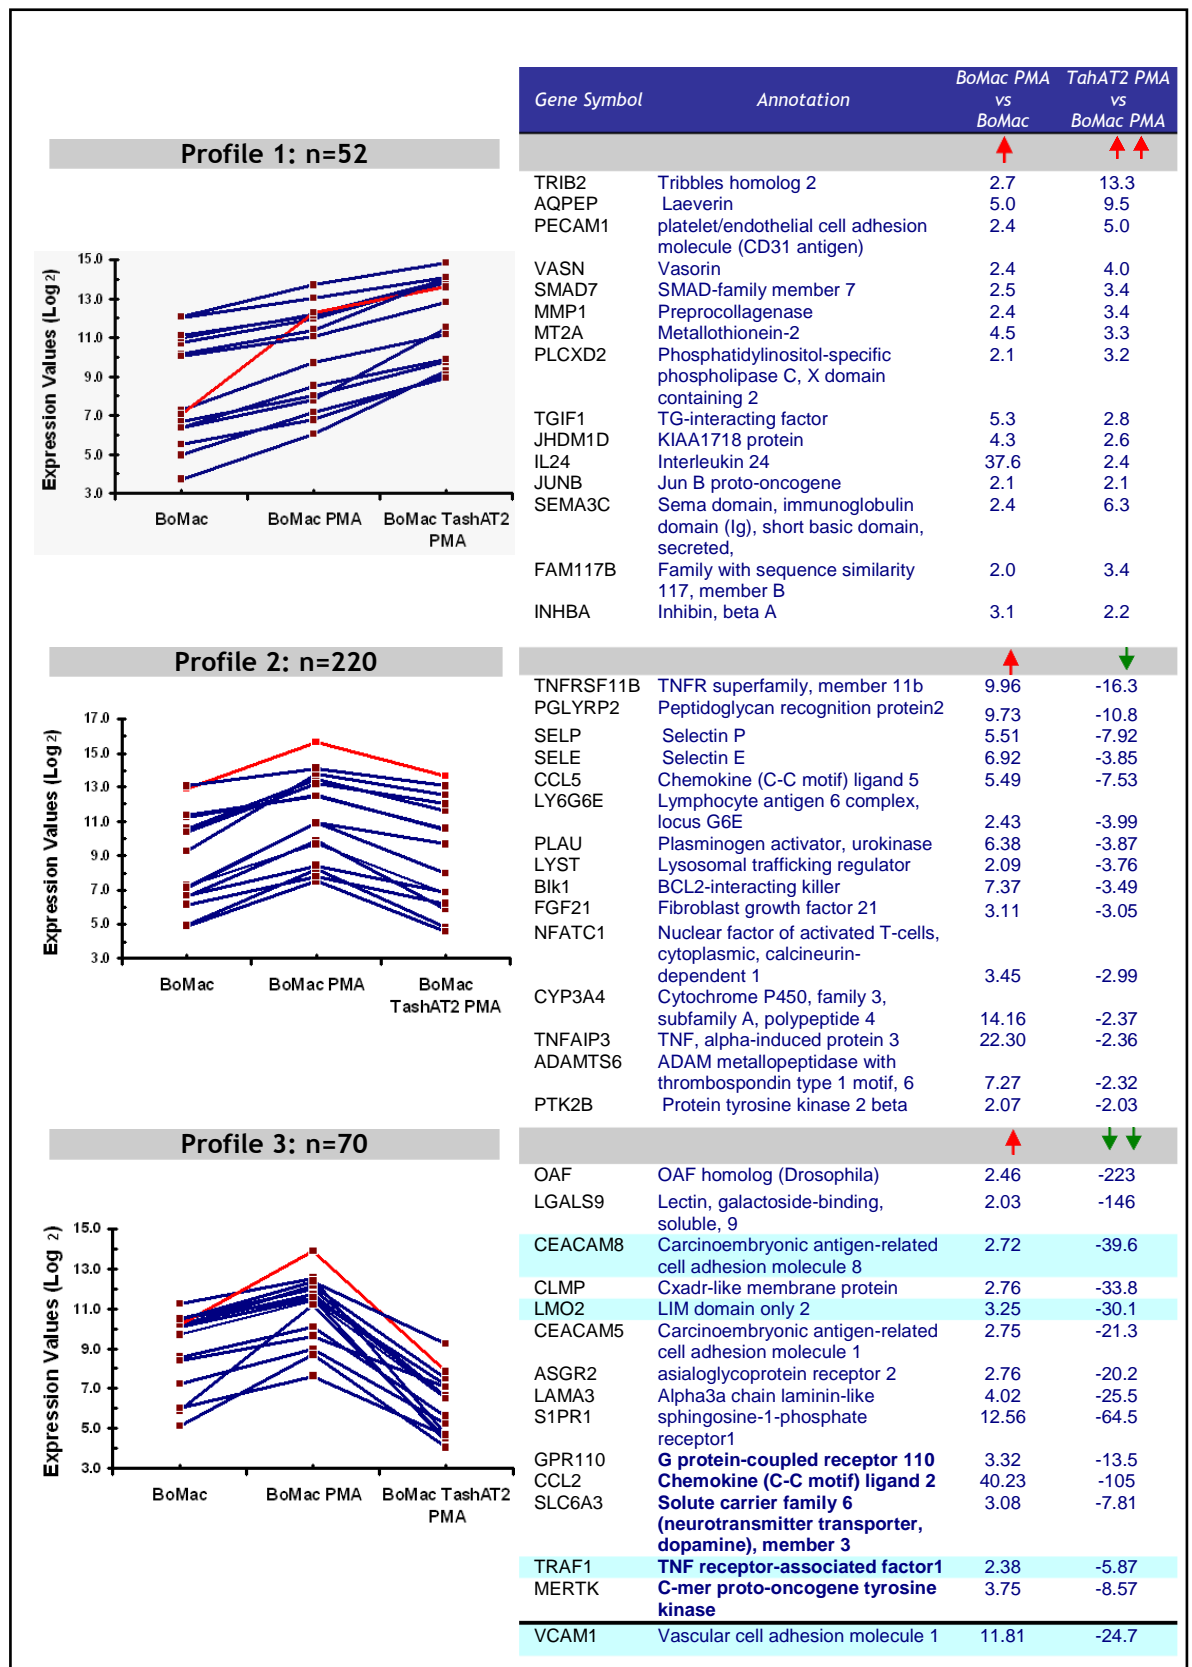 Gene Symbol Annotation BoMac PMA vs BoMac TahAT2 PMA vs BoMac PMA
Profile 1: n=52
Expression Values (Log 2)
15.0
13.0
11.0
9.0
7.0
5.0
3.0
BoMac BoMac PMA BoMac TashAT2
PMA
TRIB2 Tribbles homolog 2 2.7 13.3
AQPEP Laeverin 5.0 9.5
PECAM1 platelet/endothelial cell adhesion 2.4 5.0
molecule (CD31 antigen)
VASN Vasorin 2.4 4.0
SMAD7 SMAD-family member 7 2.5 3.4
MMP1 Preprocollagenase 2.4 3.4
MT2A Metallothionein-2 4.5 3.3
PLCXD2 Phosphatidylinositol-specific 2.1 3.2
phospholipase C, X domain
containing 2
TGIF1 TG-interacting factor 5.3 2.8
JHDM1D KIAA1718 protein 4.3 2.6
IL24 Interleukin 24 37.6 2.4
JUNB Jun B proto-oncogene 2.1 2.1
SEMA3C Sema domain, immunoglobulin 2.4 6.3
domain (Ig), short basic domain,
secreted,
FAM117B Family with sequence similarity 2.0 3.4
117, member B
INHBA Inhibin, beta A 3.1 2.2
Profile 2: n=220
Expression Values (Log 2)
17.0
15.0
13.0
11.0
9.0
7.0
5.0
3.0
BoMac BoMac PMA BoMac
TashAT2 PMA
TNFRSF11B TNFR superfamily, member 11b 9.96 -16.3
PGLYRP2 Peptidoglycan recognition protein2 9.73 -10.8
SELP Selectin P 5.51 -7.92
SELE Selectin E 6.92 -3.85
CCL5 Chemokine (C-C motif) ligand 5 5.49 -7.53
LY6G6E Lymphocyte antigen 6 complex,
locus G6E 2.43 -3.99
PLAU Plasminogen activator, urokinase 6.38 -3.87
LYST Lysosomal trafficking regulator 2.09 -3.76
BIk1 BCL2-interacting killer 7.37 -3.49
FGF21 Fibroblast growth factor 21 3.11 -3.05
NFATC1 Nuclear factor of activated T-cells,
cytoplasmic, calcineurin-
dependent 1 3.45 -2.99
CYP3A4 Cytochrome P450, family 3,
subfamily A, polypeptide 4 14.16 -2.37
TNFAIP3 TNF, alpha-induced protein 3 22.30 -2.36
ADAMTS6 ADAM metallopeptidase with
thrombospondin type 1 motif, 6 7.27 -2.32
PTK2B Protein tyrosine kinase 2 beta 2.07 -2.03
Profile 3: n=70
Expression Values (Log 2)
15.0
13.0
11.0
9.0
7.0
5.0
3.0
BoMac BoMac PMA BoMac TashAT2
PMA
OAF OAF homolog (Drosophila) 2.46 -223
LGALS9 Lectin, galactoside-binding, 2.03 -146
soluble, 9
CEACAM8 Carcinoembryonic antigen-related 2.72 -39.6
cell adhesion molecule 8
CLMP Cxadr-like membrane protein 2.76 -33.8
LMO2 LIM domain only 2 3.25 -30.1
CEACAM5 Carcinoembryonic antigen-related 2.75 -21.3
cell adhesion molecule 1
ASGR2 asialoglycoprotein receptor 2 2.76 -20.2
LAMA3 Alpha3a chain laminin-like 4.02 -25.5
S1PR1 sphingosine-1-phosphate 12.56 -64.5
receptor1
GPR110 G protein-coupled receptor 110 3.32 -13.5
CCL2 Chemokine (C-C motif) ligand 2 40.23 -105
SLC6A3 Solute carrier family 6 3.08 -7.81
(neurotransmitter transporter,
dopamine), member 3
TRAF1 TNF receptor-associated factor1 2.38 -5.87
MERTK C-mer proto-oncogene tyrosine 3.75 -8.57
kinase
VCAM1 Vascular cell adhesion molecule 1 11.81 -24.7